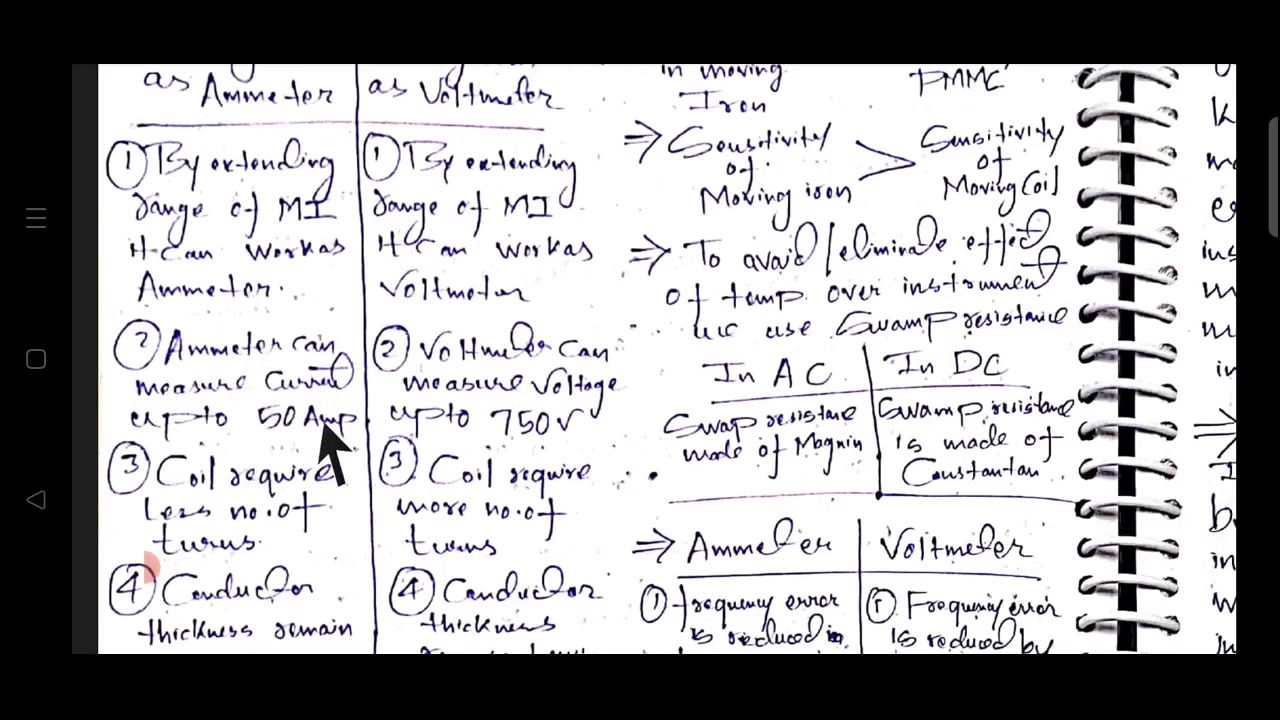 as Ammeter
① By extending
range of MI
it can work as
Ammeter.
② Ammeter can
measure Current
upto 50 Amp.
③ Coil require
less no. of
turns.
④ Conductor
thickness remain
as Voltmeter
① By extending
range of MI
it can work as
Voltmeter
② Voltmeter can
measure voltage
upto 750 V
③ Coil require
more no. of
turns
④ Conductor
thickness
in moving
Iron
PMMC
⇒ Sensitivity
of
Moving iron
>
Sensitivity
of
Moving Coil
⇒ To avoid / eliminate effect
of temp. over instrument
we use Swamp resistance
In AC
Swap resistance
made of Magnin
In DC
Swamp resistance
is made of
Constantan
⇒ Ammeter
① frequency error
is reduced in
Voltmeter
① Frequency error
is reduced by